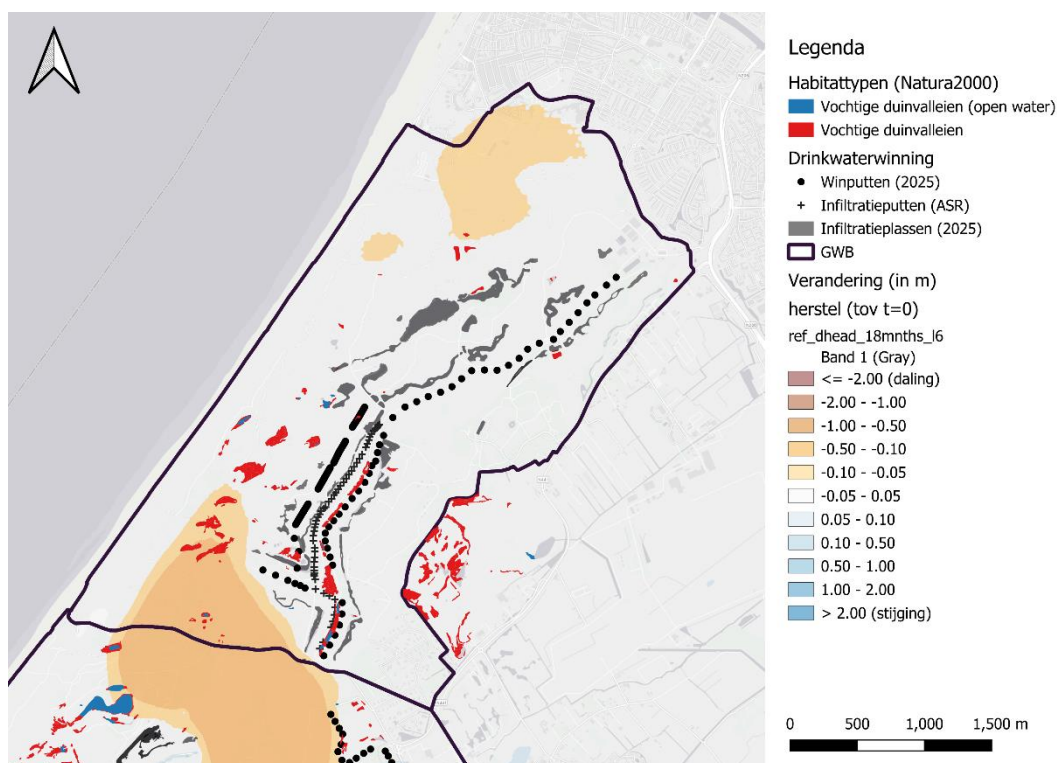 Legenda
Habitattypen (Natura2000)
Vochtige duinvalleien (open water)
Vochtige duinvalleien
Drinkwaterwinning
Winputten (2025)
Infiltratieputten (ASR)
Infiltratieplassen (2025)
GWB
Verandering (in m)
herstel (tov t=0)
ref_dhead_18mnths_l6
Band 1 (Gray)
<= -2.00 (daling)
-2.00 - -1.00
-1.00 - -0.50
-0.50 - -0.10
-0.10 - -0.05
-0.05 - 0.05
0.05 - 0.10
0.10 - 0.50
0.50 - 1.00
1.00 - 2.00
> 2.00 (stijging)
0 500 1,000 1,500 m